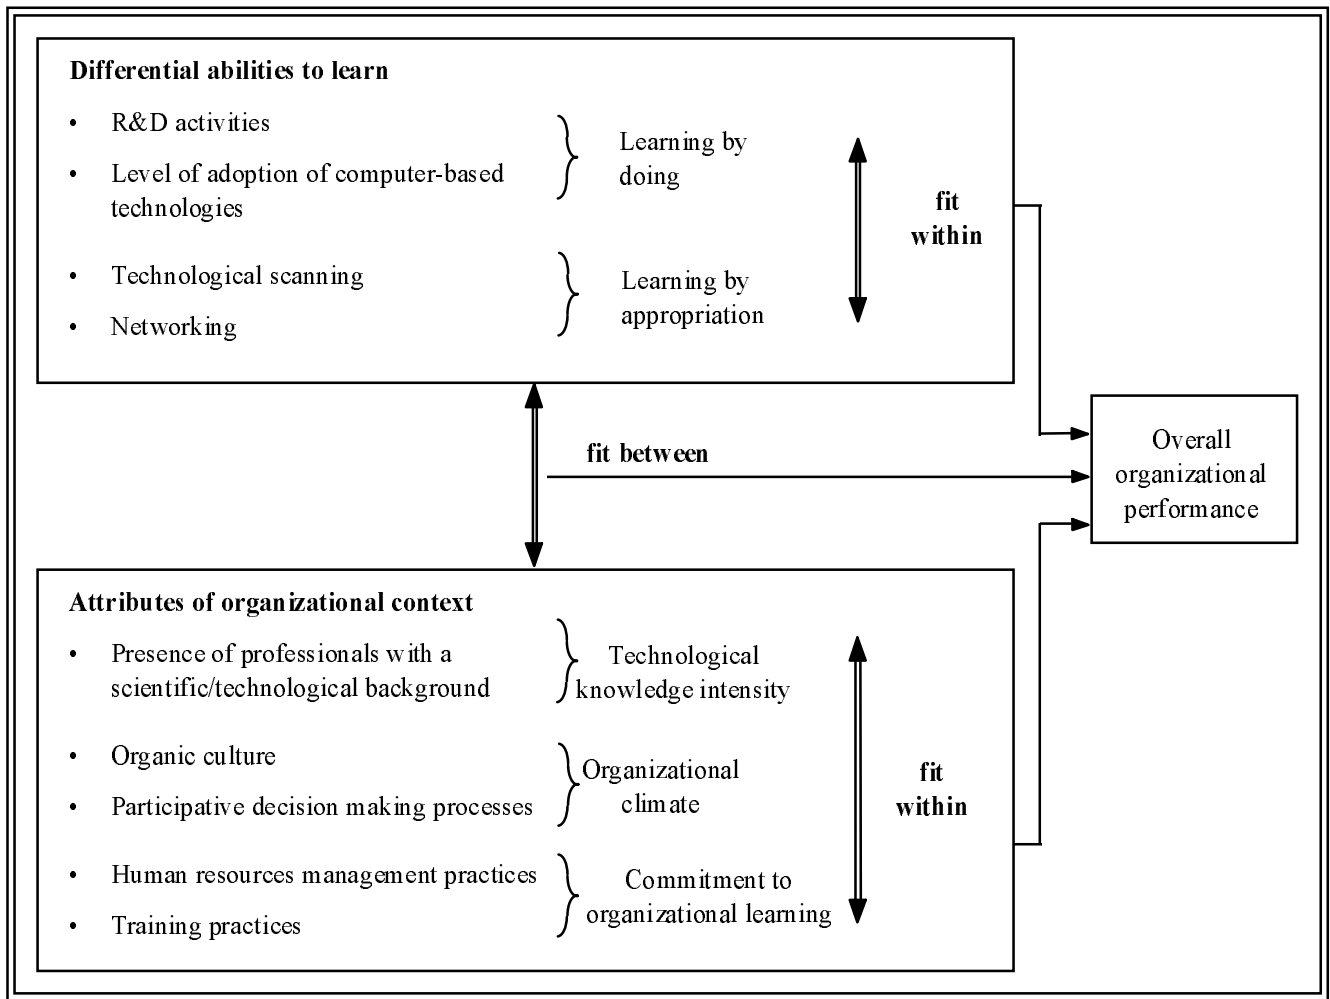 Differential abilities to learn
• R&D activities
• Level of adoption of computer-based
technologies
Learning by
doing
• Technological scanning
• Networking
Learning by
appropriation
fit
within
fit between
Overall
organizational
performance
Attributes of organizational context
• Presence of professionals with a
scientific/technological background
Technological
knowledge intensity
• Organic culture
• Participative decision making processes
Organizational
climate
• Human resources management practices
• Training practices
Commitment to
organizational learning
fit
within